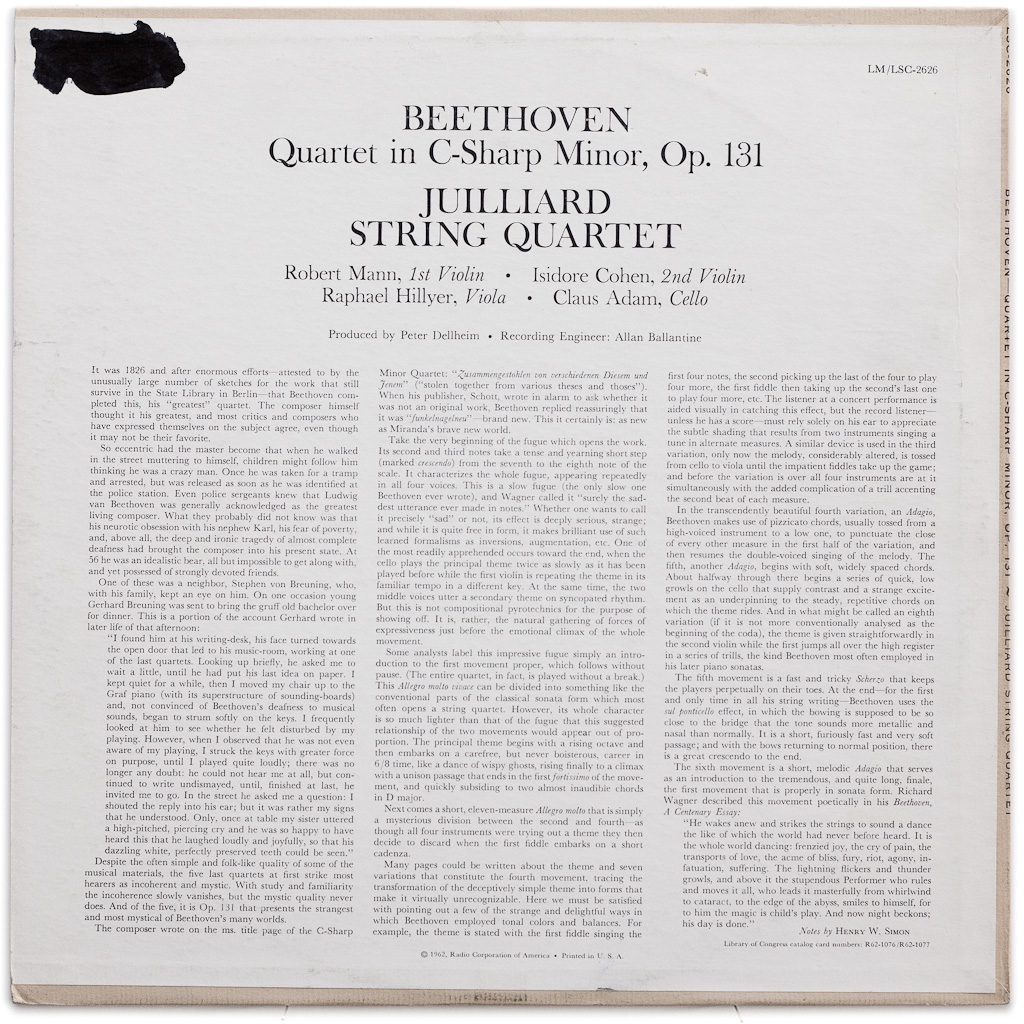 LM/LSC-2626
BEETHOVEN
Quartet in C-Sharp Minor, Op. 131
JUILLIARD
STRING QUARTET
Robert Mann, 1st Violin • Isidore Cohen, 2nd Violin
Raphael Hillyer, Viola • Claus Adam, Cello
Produced by Peter Dellheim • Recording Engineer: Allan Ballantine
It was 1826 and after enormous efforts—attested to by the
unusually large number of sketches for the work that still
survive in the State Library in Berlin—that Beethoven com-
pleted this, his “greatest” quartet. The composer himself
thought it his greatest, and most critics and composers who
have expressed themselves on the subject agree, even though
it may not be their favorite.
So eccentric had the master become that when he walked
in the street muttering to himself, children might follow him
thinking he was a crazy man. Once he was taken for a tramp
and arrested, but was released as soon as he was identified at
the police station. Even police sergeants knew that Ludwig
van Beethoven was generally acknowledged as the greatest
living composer. What they probably did not know was that
his neurotic obsession with his nephew Karl, his fear of poverty,
and, above all, the deep and ironic tragedy of almost complete
deafness had brought the composer into his present state. At
56 he was an idealistic bear, all but impossible to get along with,
and yet possessed of strongly devoted friends.
One of these was a neighbor, Stephen von Breuning, who,
with his family, kept an eye on him. On one occasion young
Gerhard Breuning was sent to bring the gruff old bachelor over
for dinner. This is a portion of the account Gerhard wrote in
later life of that afternoon:
“I found him at his writing-desk, his face turned towards
the open door that led to his music-room, working at one
of the last quartets. Looking up briefly, he asked me to
wait a little, until he had put his last idea on paper. I
kept quiet for a while, then I moved my chair up to the
Graf piano (with its superstructure of sounding-boards)
and, not convinced of Beethoven’s deafness to musical
sounds, began to strum softly on the keys. I frequently
looked at him to see whether he felt disturbed by my
playing. However, when I observed that he was not even
aware of my playing, I struck the keys with greater force
on purpose, until I played quite loudly; there was no
longer any doubt: he could not hear me at all, but con-
tinued to write undismayed, until, finished at last, he
invited me to go. In the street he asked me a question: I
shouted the reply into his ear; but it was rather my signs
that he understood. Only, once at table my sister uttered
a high-pitched, piercing cry and he was so happy to have
heard this that he laughed loudly and joyfully, so that his
dazzling white, perfectly preserved teeth could be seen.”
Despite the often simple and folk-like quality of some of the
musical materials, the five last quartets at first strike most
hearers as incoherent and mystic. With study and familiarity
the incoherence slowly vanishes, but the mystic quality never
does. And of the five, it is Op. 131 that presents the strangest
and most mystical of Beethoven’s many worlds.
The composer wrote on the ms. title page of the C-Sharp
Minor Quartet: “Zusammengestohlen von verschiedenen Diesem und
Jenem” (“stolen together from various theses and thoses”).
When his publisher, Schott, wrote in alarm to ask whether it
was not an original work, Beethoven replied reassuringly that
it was “funkelnagelneu”—brand new. This it certainly is: as new
as Miranda’s brave new world.
Take the very beginning of the fugue which opens the work.
Its second and third notes take a tense and yearning short step
(marked crescendo) from the seventh to the eighth note of the
scale. It characterizes the whole fugue, appearing repeatedly
in all four voices. This is a slow fugue (the only slow one
Beethoven ever wrote), and Wagner called it “surely the sad-
dest utterance ever made in notes.” Whether one wants to call
it precisely “sad” or not, its effect is deeply serious, strange;
and while it is quite free in form, it makes brilliant use of such
learned formalisms as inversions, augmentation, etc. One of
the most readily apprehended occurs toward the end, when the
cello plays the principal theme twice as slowly as it has been
played before while the first violin is repeating the theme in its
familiar tempo in a different key. At the same time, the two
middle voices utter a secondary theme on syncopated rhythm.
But this is not compositional pyrotechnics for the purpose of
showing off. It is, rather, the natural gathering of forces of
expressiveness just before the emotional climax of the whole
movement.
Some analysts label this impressive fugue simply an intro-
duction to the first movement proper, which follows without
pause. (The entire quartet, in fact, is played without a break.)
This Allegro molto vivace can be divided into something like the
conventional parts of the classical sonata form which most
often opens a string quartet. However, its whole character
is so much lighter than that of the fugue that this suggested
relationship of the two movements would appear out of pro-
portion. The principal theme begins with a rising octave and
then embarks on a carefree, but never boisterous, career in
6/8 time, like a dance of wispy ghosts, rising finally to a climax
with a unison passage that ends in the first fortissimo of the move-
ment, and quickly subsiding to two almost inaudible chords
in D major.
Next comes a short, eleven-measure Allegro molto that is simply
a mysterious division between the second and fourth—as
though all four instruments were trying out a theme they then
decide to discard when the first fiddle embarks on a short
cadenza.
Many pages could be written about the theme and seven
variations that constitute the fourth movement, tracing the
transformation of the deceptively simple theme into forms that
make it virtually unrecognizable. Here we must be satisfied
with pointing out a few of the strange and delightful ways in
which Beethoven employed tonal colors and balances. For
example, the theme is stated with the first fiddle singing the
first four notes, the second picking up the last of the four to play
four more, the first fiddle then taking up the second’s last one
to play four more, etc. The listener at a concert performance is
aided visually in catching this effect, but the record listener—
unless he has a score—must rely solely on his ear to appreciate
the subtle shading that results from two instruments singing a
tune in alternate measures. A similar device is used in the third
variation, only now the melody, considerably altered, is tossed
from cello to viola until the impatient fiddles take up the game;
and before the variation is over all four instruments are at it
simultaneously with the added complication of a trill accenting
the second beat of each measure.
In the transcendently beautiful fourth variation, an Adagio,
Beethoven makes use of pizzicato chords, usually tossed from a
high-voiced instrument to a low one, to punctuate the close
of every other measure in the first half of the variation, and
then resumes the double-voiced singing of the melody. The
fifth, another Adagio, begins with soft, widely spaced chords.
About halfway through there begins a series of quick, low
growls on the cello that supply contrast and a strange excite-
ment as an underpinning to the steady, repetitive chords on
which the theme rides. And in what might be called an eighth
variation (if it is not more conventionally analysed as the
beginning of the coda), the theme is given straightforwardly in
the second violin while the first jumps all over the high register
in a series of trills, the kind Beethoven most often employed in
his later piano sonatas.
The fifth movement is a fast and tricky Scherzo that keeps
the players perpetually on their toes. At the end—for the first
and only time in all his string writing—Beethoven uses the
sul ponticello effect, in which the bowing is supposed to be so
close to the bridge that the tone sounds more metallic and
nasal than normally. It is a short, furiously fast and very soft
passage; and with the bows returning to normal position, there
is a great crescendo to the end.
The sixth movement is a short, melodic Adagio that serves
as an introduction to the tremendous, and quite long, finale,
the first movement that is properly in sonata form. Richard
Wagner described this movement poetically in his Beethoven,
A Centenary Essay:
“He wakes anew and strikes the strings to sound a dance
the like of which the world had never before heard. It is
the whole world dancing: frenzied joy, the cry of pain, the
transports of love, the acme of bliss, fury, riot, agony, in-
fatuation, suffering. The lightning flickers and thunder
growls, and above it the stupendous Performer who rules
and moves it all, who leads it masterfully from whirlwind
to cataract, to the edge of the abyss, smiles to himself, for
to him the magic is child’s play. And now night beckons;
his day is done.”
Notes by HENRY W. SIMON
Library of Congress catalog card numbers: R62-1076/R62-1077
© 1962, Radio Corporation of America • Printed in U. S. A.
LSC-2626
BEETHOVEN—QUARTET IN C-SHARP MINOR, OP. 131 JUILLIARD STRING QUARTET